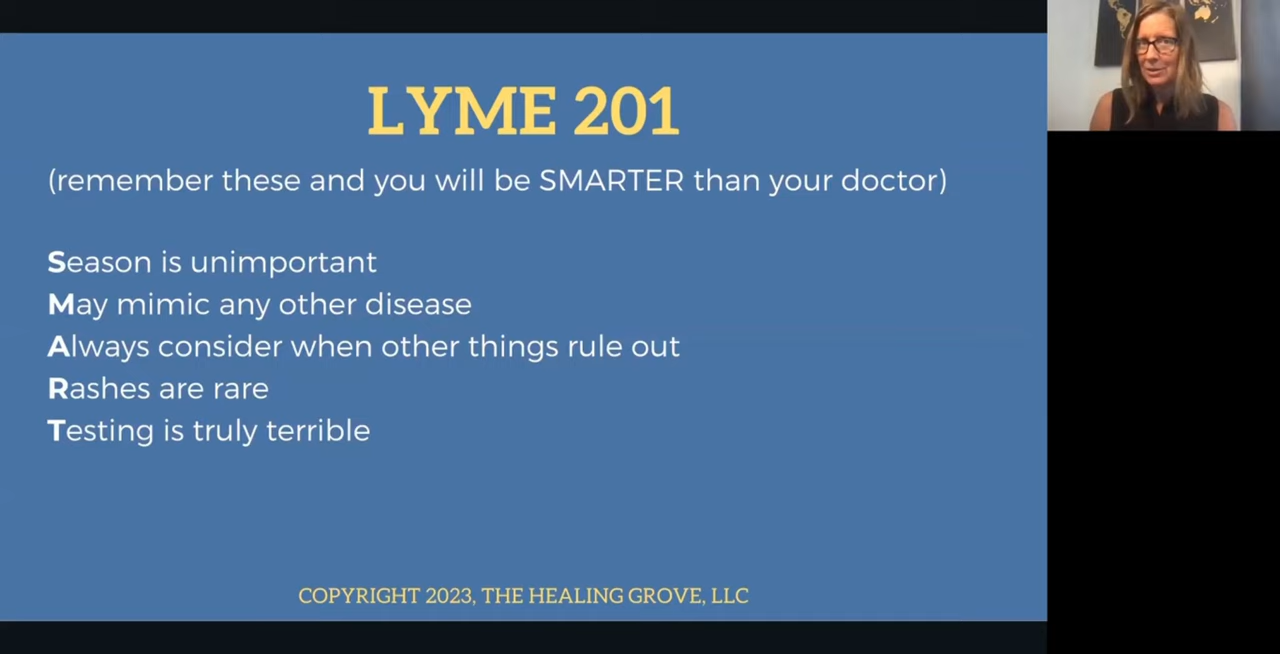 LYME 201
(remember these and you will be SMARTER than your doctor)
Season is unimportant
May mimic any other disease
Always consider when other things rule out
Rashes are rare
Testing is truly terrible
COPYRIGHT 2023, THE HEALING GROVE, LLC